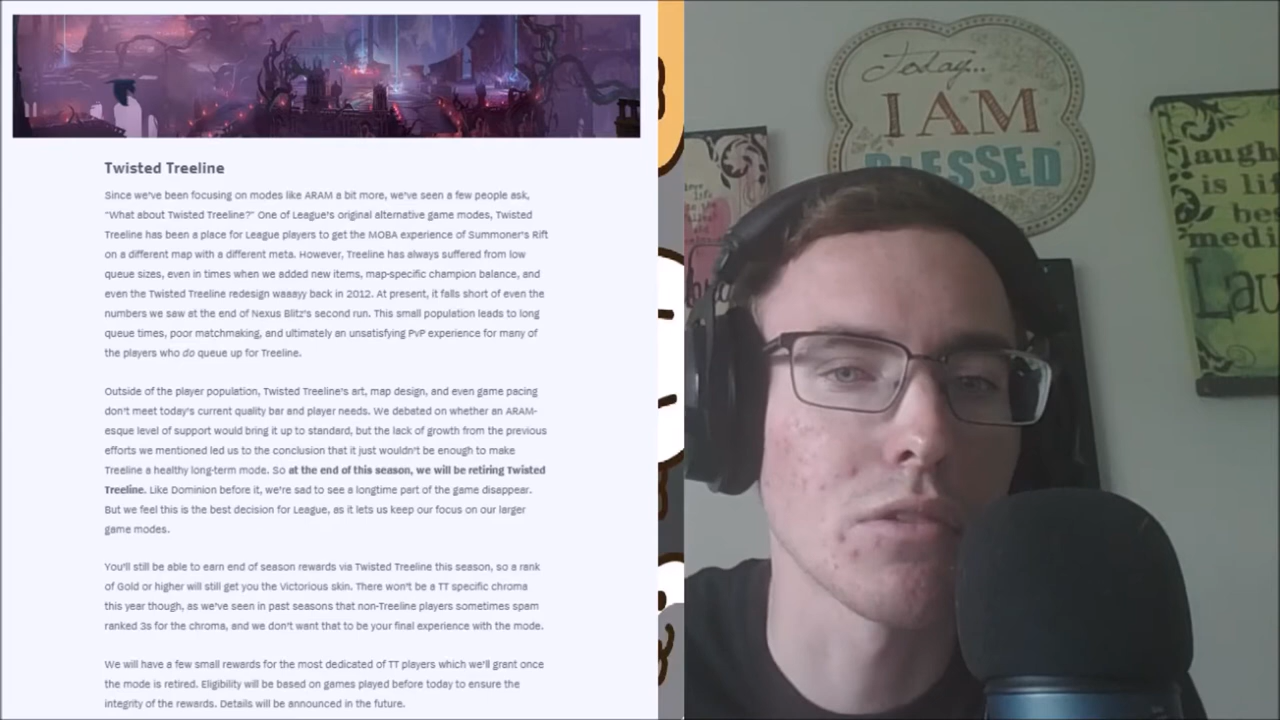 Twisted Treeline
Since we've been focusing on modes like ARAM a bit more, we've seen a few people ask,
"What about Twisted Treeline?" One of League's original alternative game modes, Twisted
Treeline has been a place for League players to get the MOBA experience of Summoner's Rift
on a different map with a different meta. However, Treeline has always suffered from low
queue sizes, even in times when we added new items, map-specific champion balance, and
even the Twisted Treeline redesign waaayy back in 2012. At present, it falls short of even the
numbers we saw at the end of Nexus Blitz's second run. This small population leads to long
queue times, poor matchmaking, and ultimately an unsatisfying PvP experience for many of
the players who do queue up for Treeline.
Outside of the player population, Twisted Treeline's art, map design, and even game pacing
don't meet today's current quality bar and player needs. We debated on whether an ARAM-
esque level of support would bring it up to standard, but the lack of growth from the previous
efforts we mentioned led us to the conclusion that it just wouldn't be enough to make
Treeline a healthy long-term mode. So at the end of this season, we will be retiring Twisted
Treeline. Like Dominion before it, we're sad to see a longtime part of the game disappear.
But we feel this is the best decision for League, as it lets us keep our focus on our larger
game modes.
You'll still be able to earn end of season rewards via Twisted Treeline this season, so a rank
of Gold or higher will still get you the Victorious skin. There won't be a TT specific chroma
this year though, as we've seen in past seasons that non-Treeline players sometimes spam
ranked 3s for the chroma, and we don't want that to be your final experience with the mode.
We will have a few small rewards for the most dedicated of TT players which we'll grant once
the mode is retired. Eligibility will be based on games played before today to ensure the
integrity of the rewards. Details will be announced in the future.
Today...
I AM
BLESSED
laugh
is lif
bes
medi
Lau